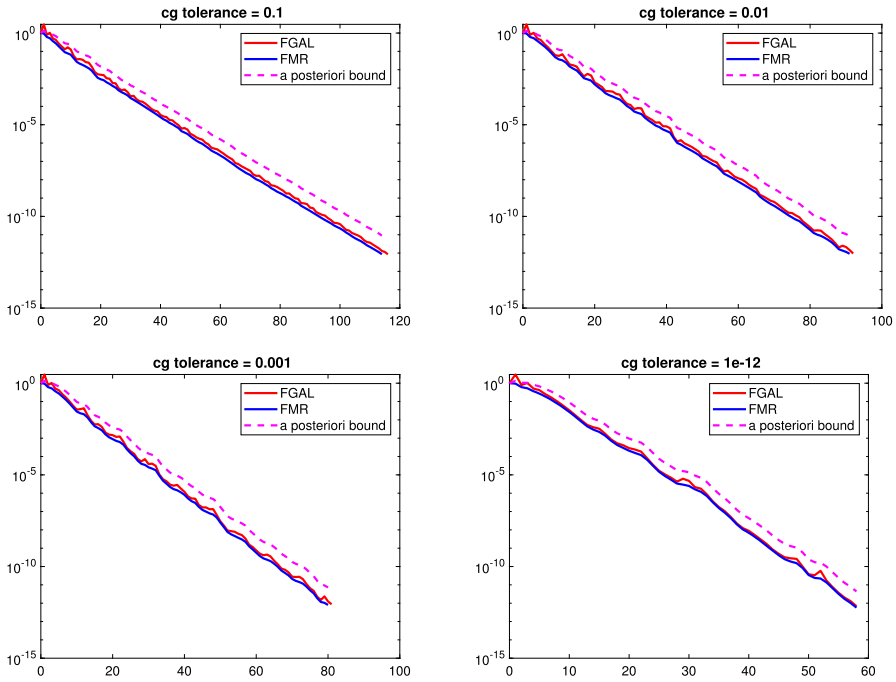 cg tolerance = 0.1
10^0
10^-5
10^-10
10^-15
0 20 40 60 80 100 120
FGAL
FMR
a posteriori bound
cg tolerance = 0.01
10^0
10^-5
10^-10
10^-15
0 20 40 60 80 100
FGAL
FMR
a posteriori bound
cg tolerance = 0.001
10^0
10^-5
10^-10
10^-15
0 20 40 60 80 100
FGAL
FMR
a posteriori bound
cg tolerance = 1e-12
10^0
10^-5
10^-10
10^-15
0 10 20 30 40 50 60
FGAL
FMR
a posteriori bound